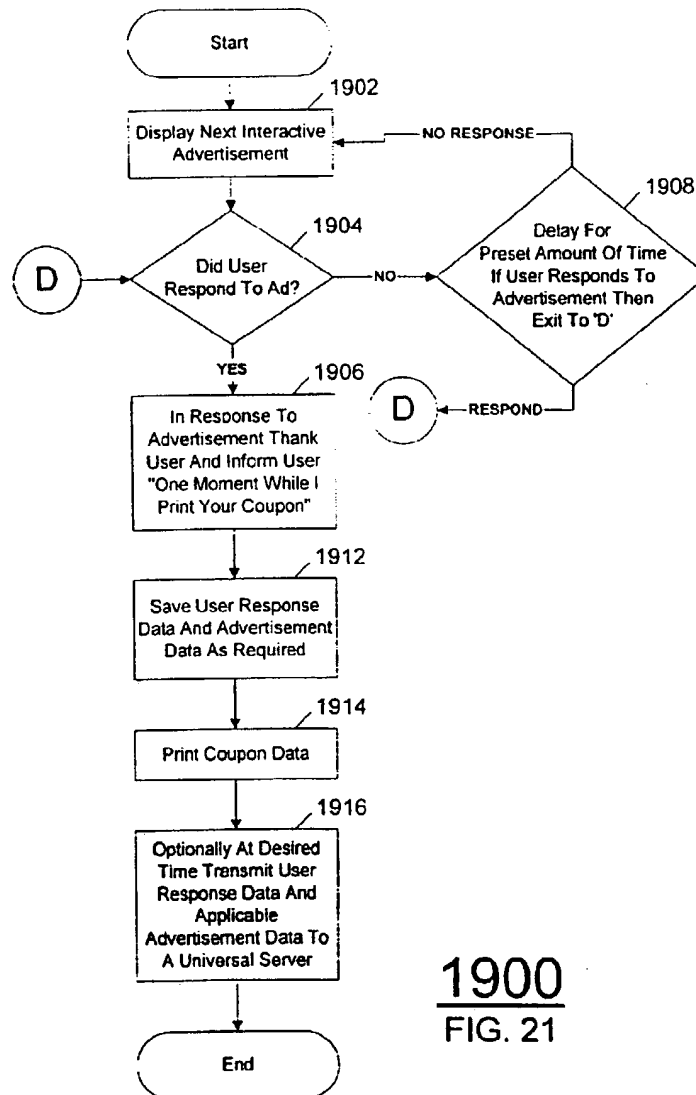 Start
1902
Display Next Interactive
Advertisement
NO RESPONSE
1908
1904
Delay For
Preset Amount Of Time
If User Responds To
Advertisement Then
Exit To 'D'
D
Did User
Respond To Ad?
NO
YES
1906
D
RESPOND
In Response To
Advertisement Thank
User And Inform User
"One Moment While I
Print Your Coupon"
1912
Save User Response
Data And Advertisement
Data As Required
1914
Print Coupon Data
1916
Optionally At Desired
Time Transmit User
Response Data And
Applicable
Advertisement Data To
A Universal Server
End
1900
FIG. 21